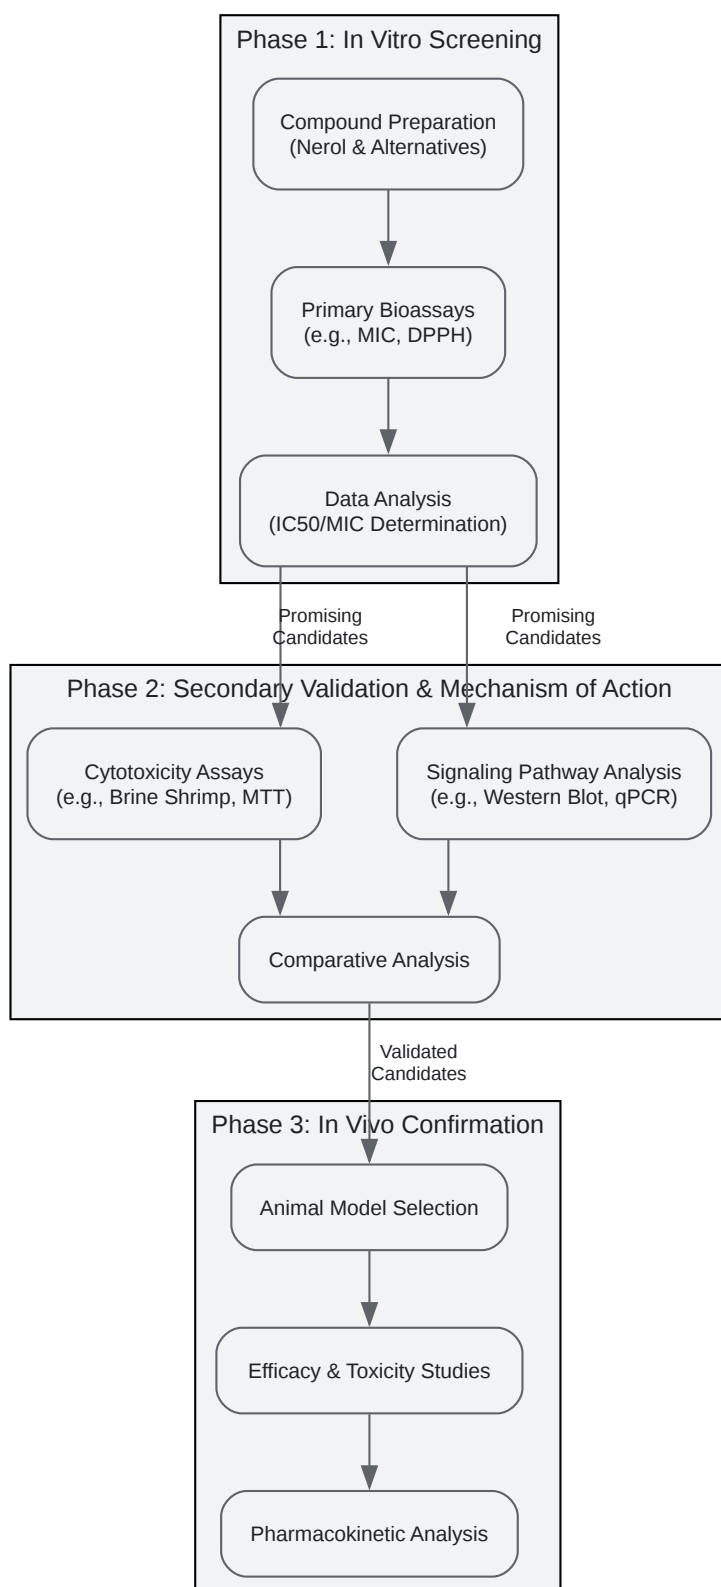 Phase 1: In Vitro Screening
Compound Preparation
(Nerol & Alternatives)
Primary Bioassays
(e.g., MIC, DPPH)
Data Analysis
(IC50/MIC Determination)
Promising
Candidates
Promising
Candidates
Phase 2: Secondary Validation & Mechanism of Action
Cytotoxicity Assays
(e.g., Brine Shrimp, MTT)
Signaling Pathway Analysis
(e.g., Western Blot, qPCR)
Comparative Analysis
Validated
Candidates
Phase 3: In Vivo Confirmation
Animal Model Selection
Efficacy & Toxicity Studies
Pharmacokinetic Analysis